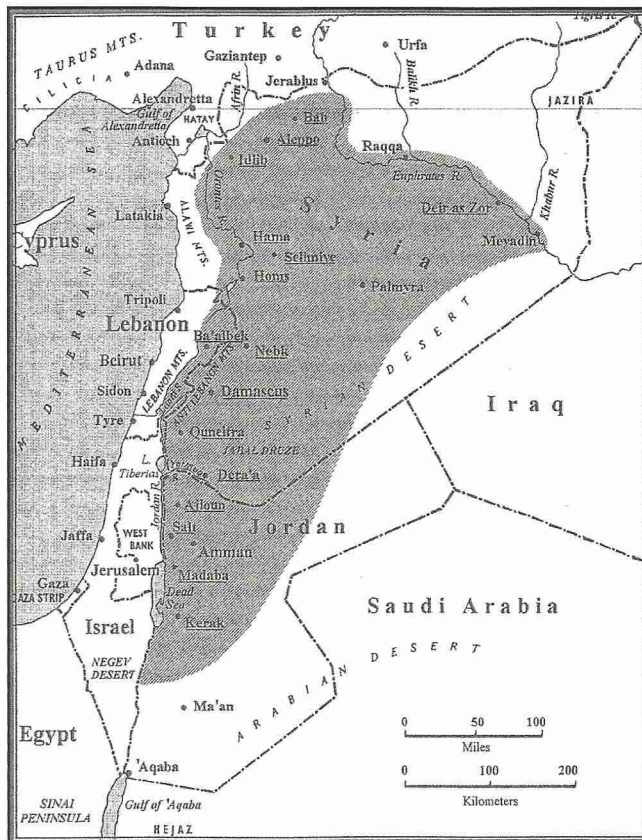 Turkey
Tigris R.
TAURUS MTS.
CILICIA
Adana
Gaziantep
Urfa
Jerablus
Afrin R.
Balikh R.
JAZIRA
Alexandretta
Gulf of
Alexandretta
HATAY
Bab
Antioch
Aleppo
Idlib
Raqqa
Euphrates R.
Khabur R.
Orontes R.
Syria
Deir as Zor
Meyadin
Latakia
ALAWI MTS.
Cyprus
Hama
Selmiye
Homs
Palmyra
MEDITERRANEAN SEA
Tripoli
Lebanon
Ba'albek
Nebk
Beirut
LEBANON MTS.
ANTI LEBANON MTS.
Sidon
Damascus
SYRIAN DESERT
Iraq
Tyre
Quneitra
JABAL DRUZE
Haifa
L.
Tiberias
Yarmouk
R.
Dera'a
Jordan R.
Ajloun
Jordan
Salt
Jaffa
WEST
BANK
Amman
Jerusalem
Madaba
Gaza
AZA STRIP
Dead
Sea
Kerak
Saudi Arabia
Israel
NEGEV
DESERT
ARABIAN DESERT
Ma'an
Egypt
0 50 100
Miles
'Aqaba
0 100 200
Kilometers
SINAI
PENINSULA
Gulf of 'Aqaba
HEJAZ